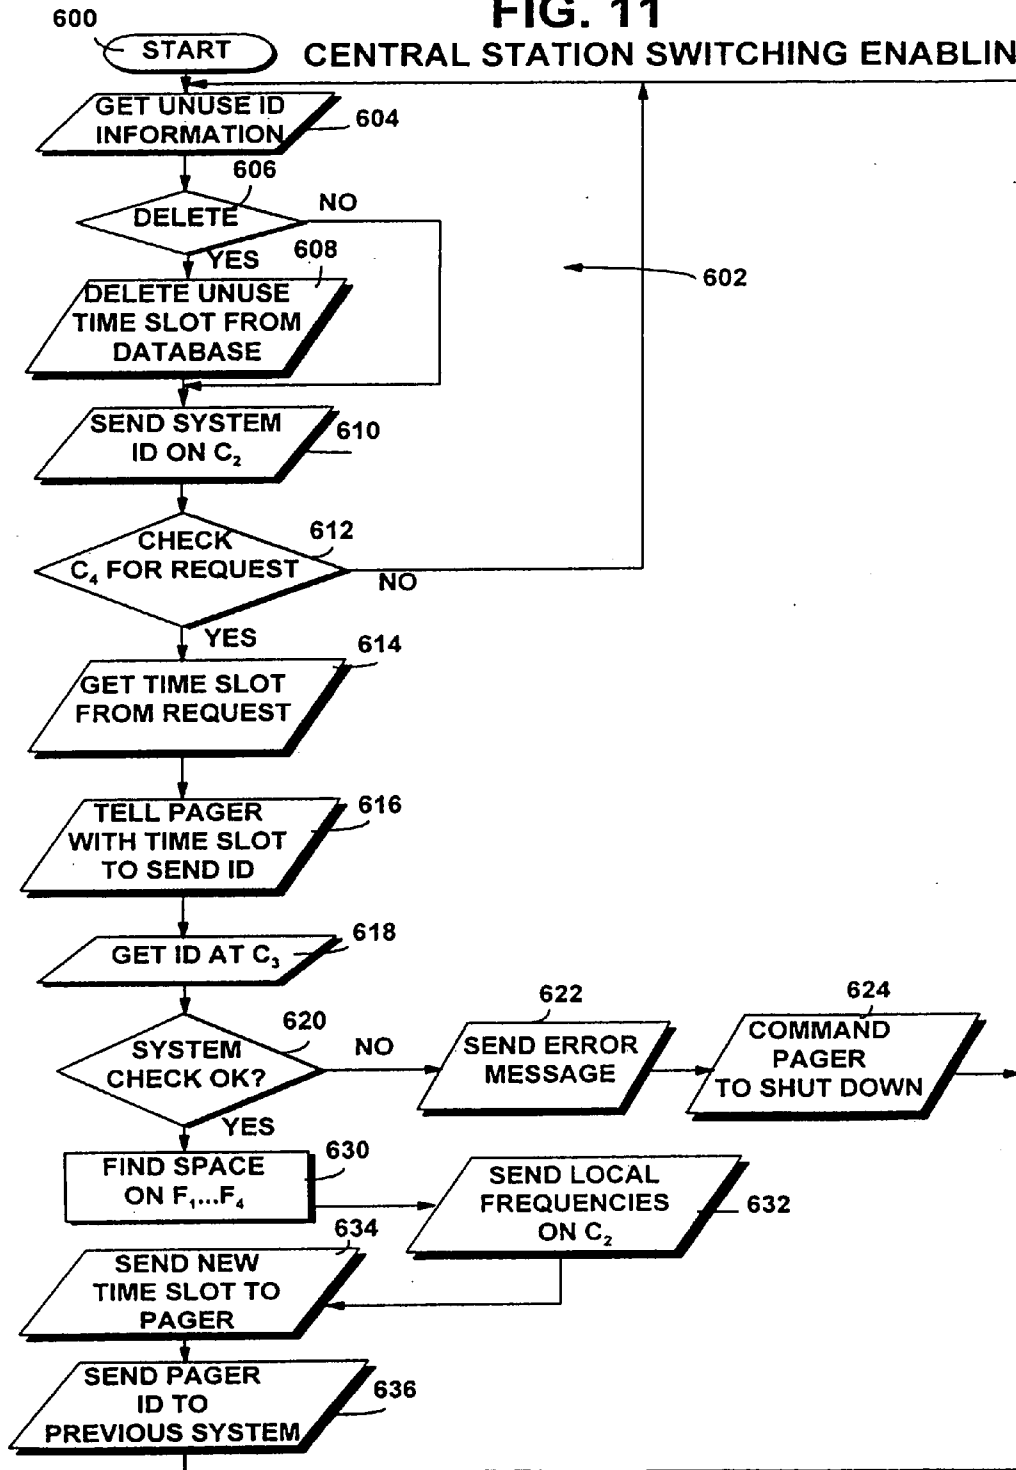 FIG. 11
600
START
CENTRAL STATION SWITCHING ENABLIN
GET UNUSE ID
INFORMATION
604
606
DELETE
NO
YES
608
602
DELETE UNUSE
TIME SLOT FROM
DATABASE
SEND SYSTEM
ID ON C₂
610
612
CHECK
C₄ FOR REQUEST
NO
YES
614
GET TIME SLOT
FROM REQUEST
616
TELL PAGER
WITH TIME SLOT
TO SEND ID
618
GET ID AT C₃
620
SYSTEM
CHECK OK?
NO
YES
622
SEND ERROR
MESSAGE
624
COMMAND
PAGER
TO SHUT DOWN
630
FIND SPACE
ON F₁...F₄
SEND LOCAL
FREQUENCIES
ON C₂
632
634
SEND NEW
TIME SLOT TO
PAGER
SEND PAGER
ID TO
PREVIOUS SYSTEM
636